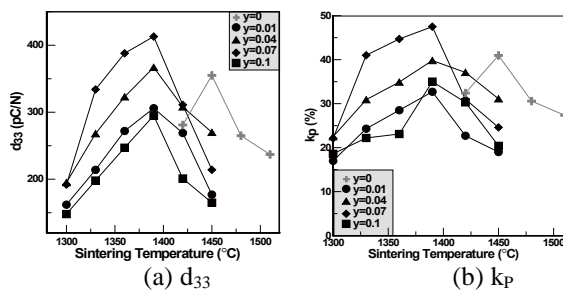 y=0
y=0.01
y=0.04
y=0.07
y=0.1
400
300
200
d33 (pC/N)
1300 1350 1400 1450 1500
Sintering Temperature (°C)
(a) d33
50
40
30
20
10
0
kp (%)
y=0
y=0.01
y=0.04
y=0.07
y=0.1
1300 1350 1400 1450 1500
Sintering Temperature (°C)
(b) kP